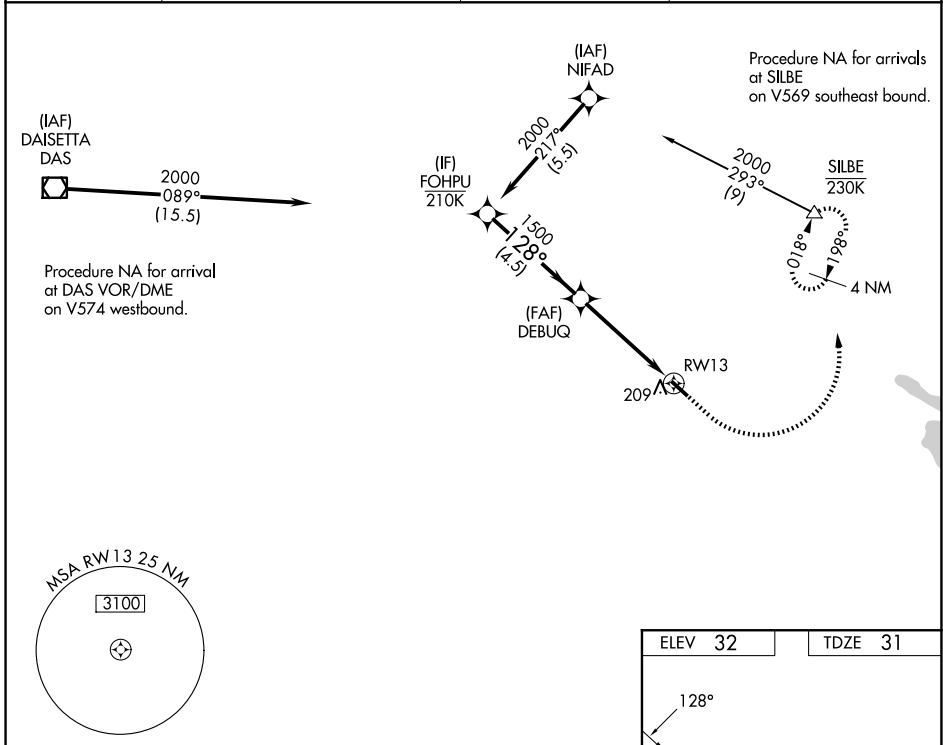 (IAF)
NIFAD
Procedure NA for arrivals
at SILBE
on V569 southeast bound.
(IAF)
DAISETTA
DAS
2000
089°
(15.5)
2000
217°
(5.5)
(IF)
FOHPU
210K
2000
293°
(9)
SILBE
230K
018°
198°
4 NM
1500
128°
(4.5)
Procedure NA for arrival
at DAS VOR/DME
on V574 westbound.
(FAF)
DEBUQ
RW13
209
MSA RW13 25 NM
3100
ELEV 32
TDZE 31
128°